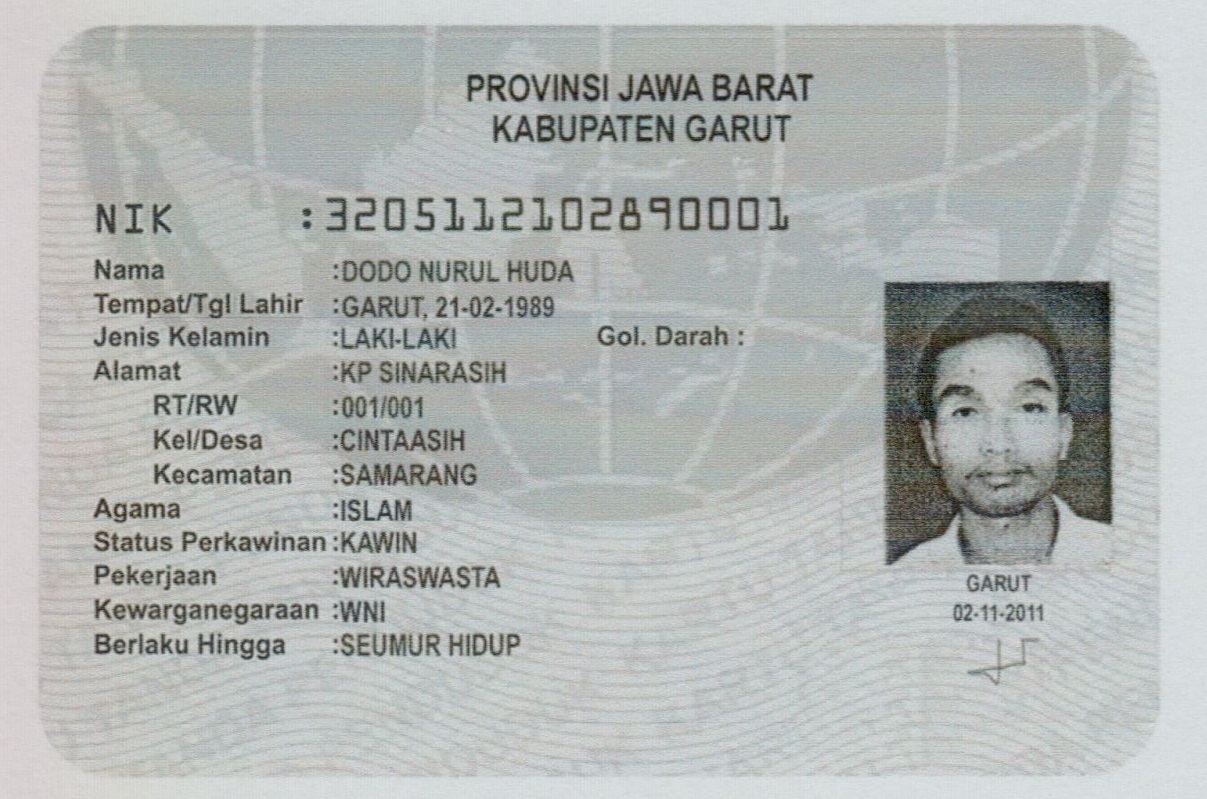 PROVINSI JAWA BARAT
KABUPATEN GARUT
NIK :3205112102890001
Nama :DODO NURUL HUDA
Tempat/Tgl Lahir :GARUT, 21-02-1989
Jenis Kelamin :LAKI-LAKI Gol. Darah :
Alamat :KP SINARASIH
RT/RW :001/001
Kel/Desa :CINTAASIH
Kecamatan :SAMARANG
Agama :ISLAM
Status Perkawinan :KAWIN
Pekerjaan :WIRASWASTA
Kewarganegaraan :WNI
Berlaku Hingga :SEUMUR HIDUP
GARUT
02-11-2011